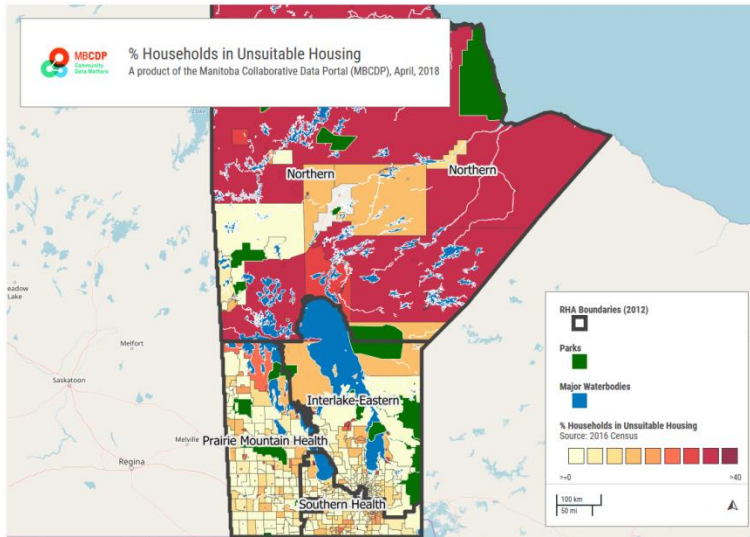 MBCDP
Community
Data Matters
% Households in Unsuitable Housing
A product of the Manitoba Collaborative Data Portal (MBCDP), April, 2018
Lake
Northern
Northern
Lake
Melfort
Saskatoon
Interlake-Eastern
Prairie Mountain Health
Melville
Regina
Southern Health
RHA Boundaries (2012)
Parks
Major Waterbodies
% Households in Unsuitable Housing
Source: 2016 Census
>=0
>40
100 km
50 mi